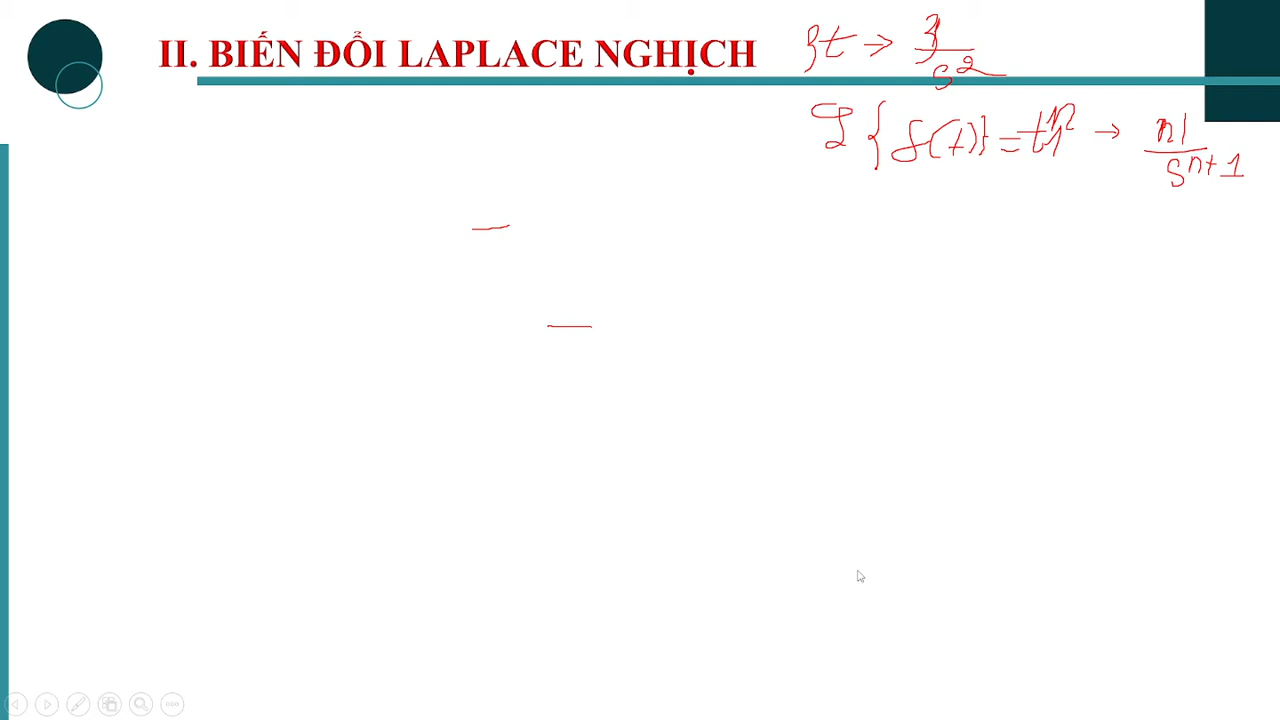 II. BIẾN ĐỔI LAPLACE NGHỊCH
3t → 3/s²
ℒ{f(t)} = tⁿ → n!/sⁿ⁺¹